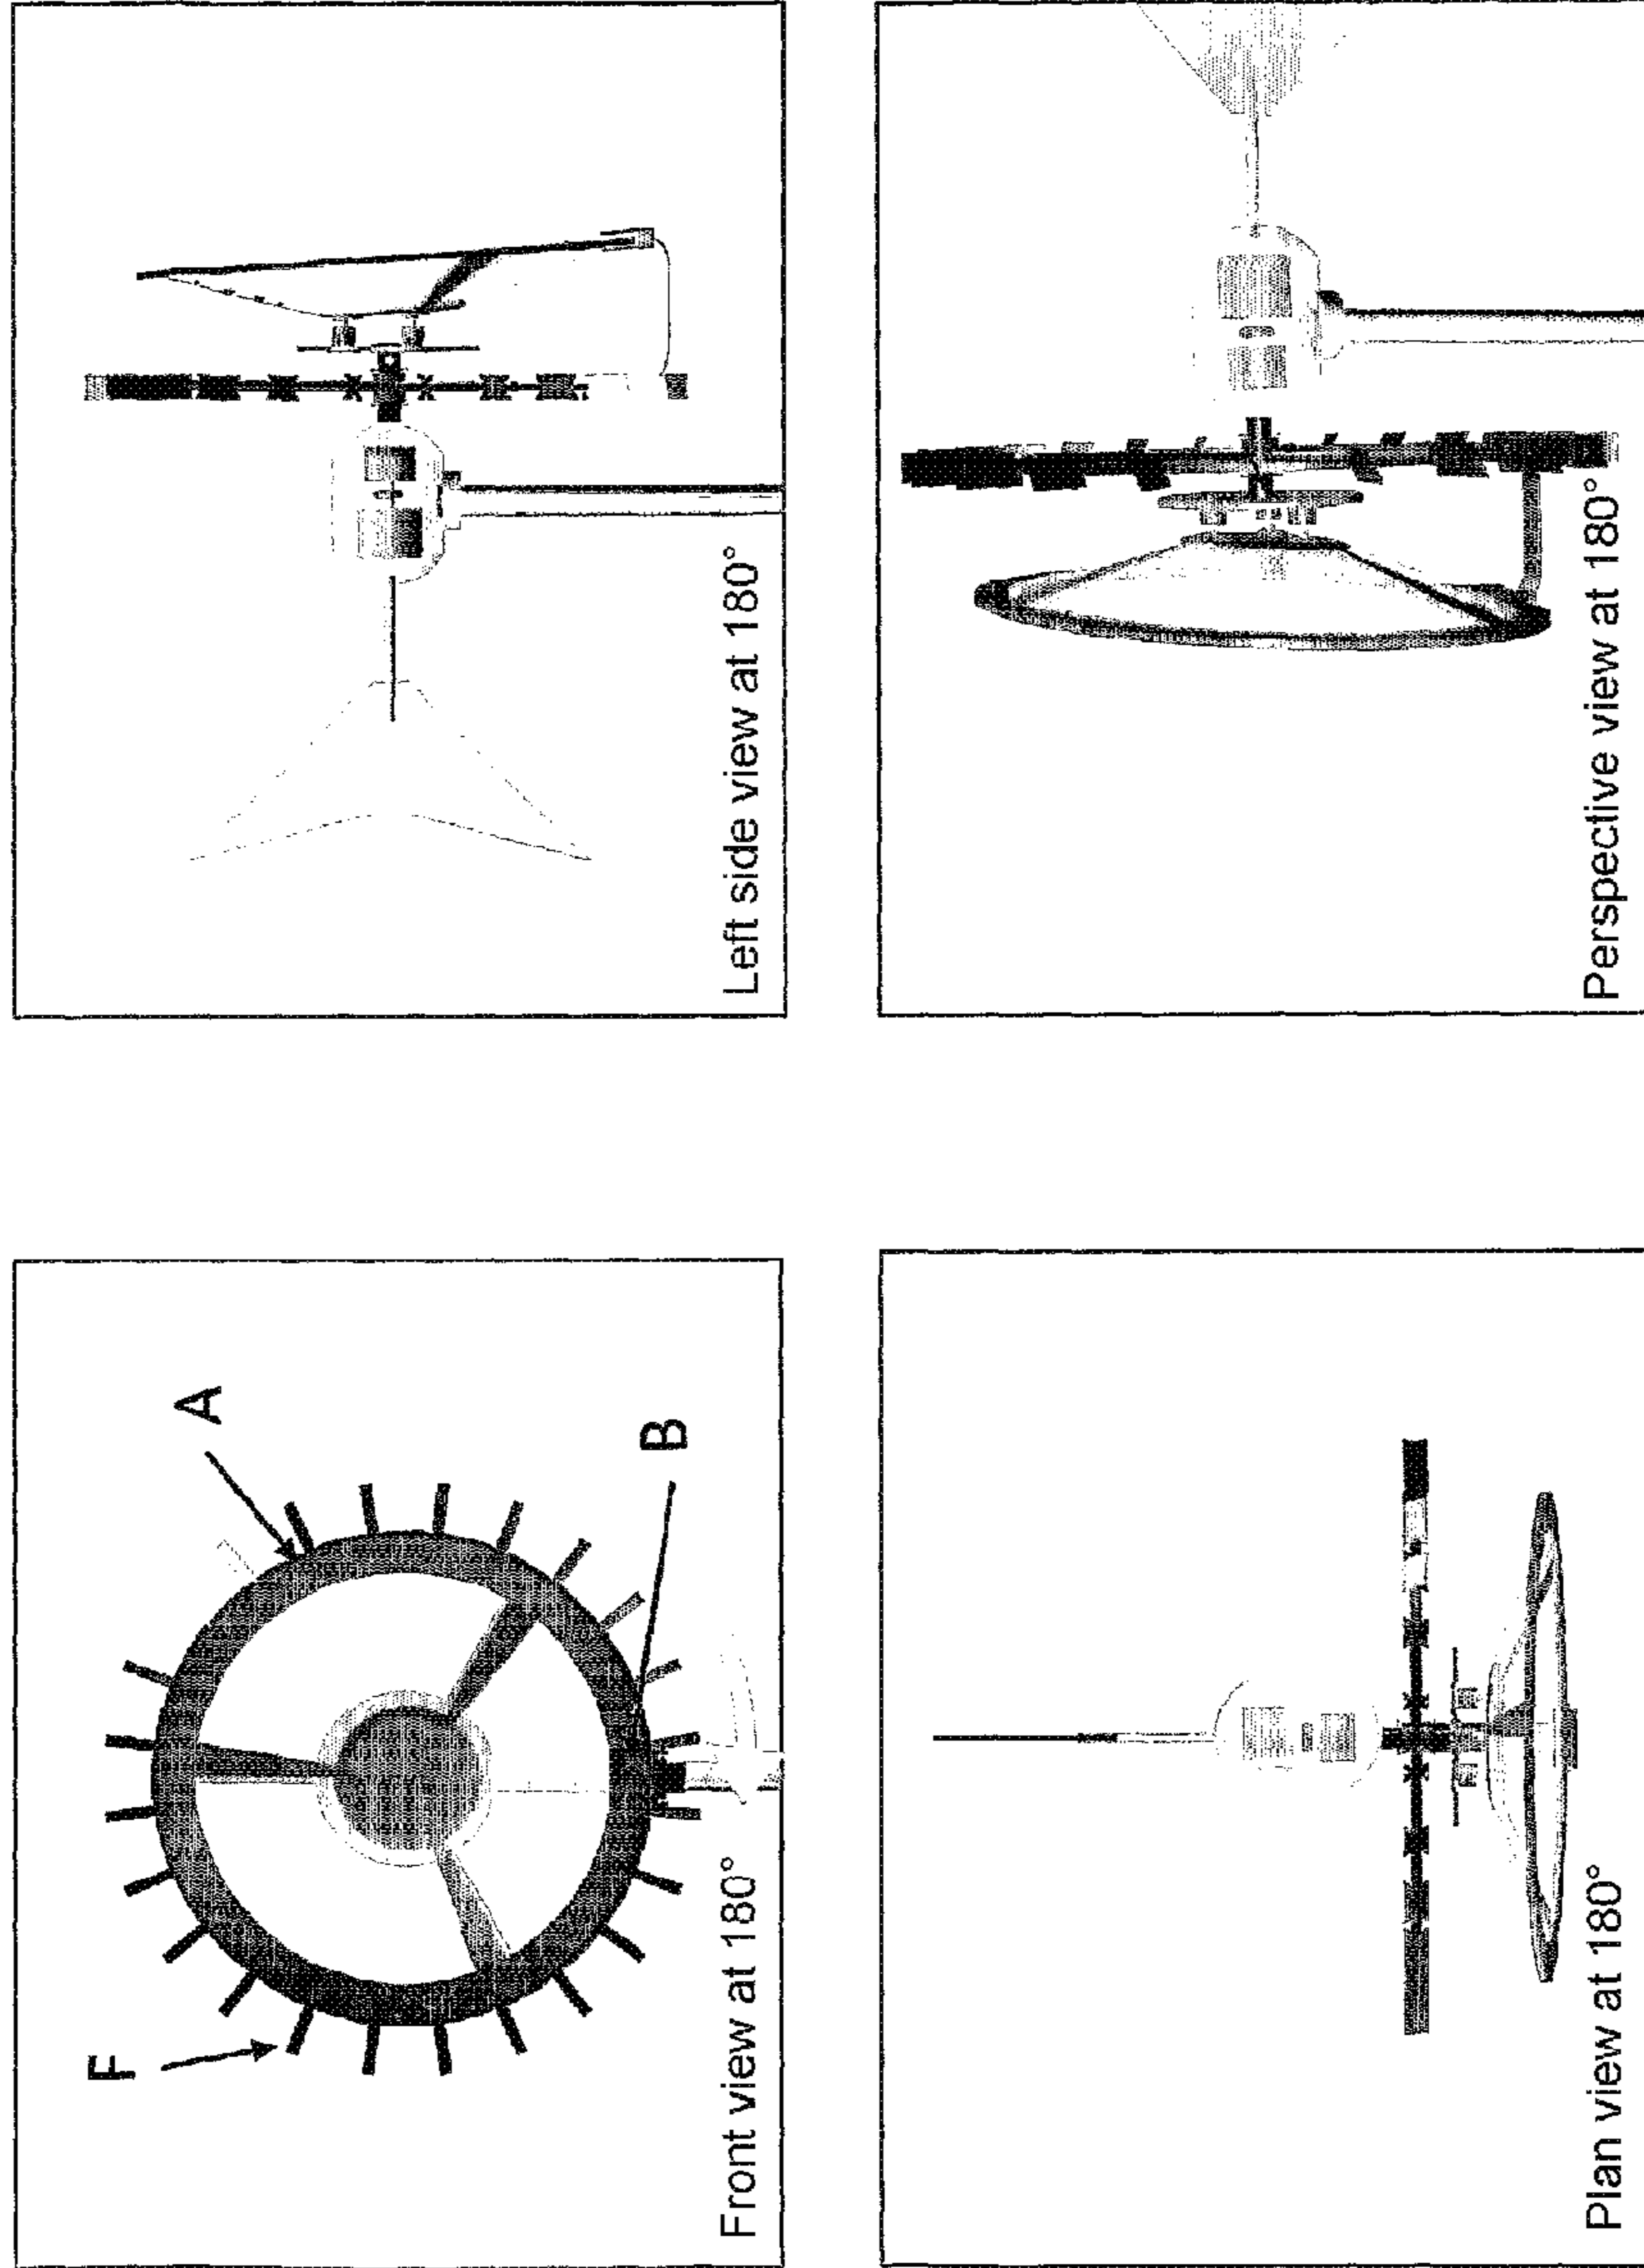 F
A
B
Front view at 180°
Left side view at 180°
Plan view at 180°
Perspective view at 180°